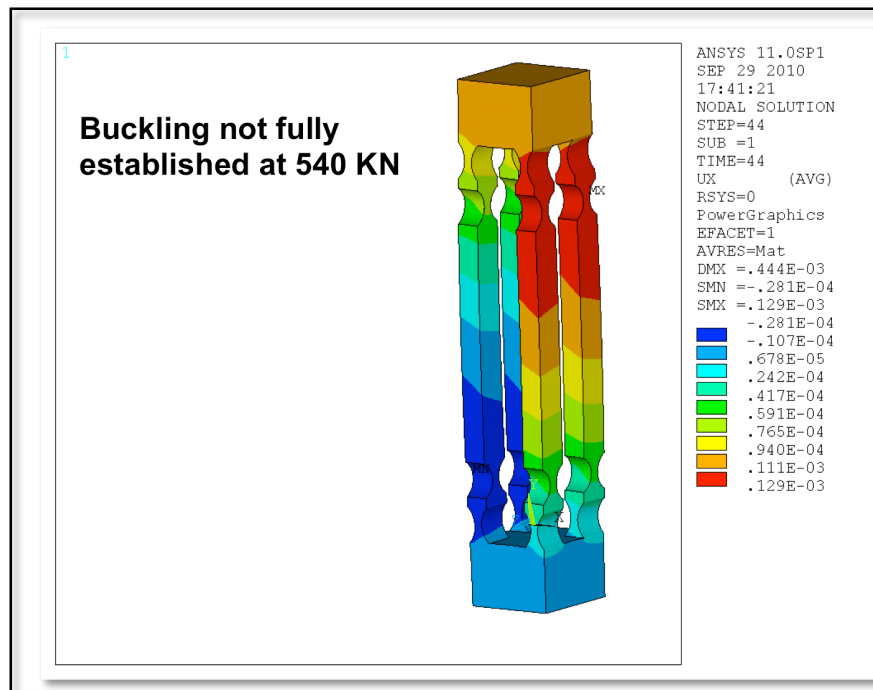 1
Buckling not fully
established at 540 KN
ANSYS 11.0SP1
SEP 29 2010
17:41:21
NODAL SOLUTION
STEP=44
SUB =1
TIME=44
UX (AVG)
RSYS=0
PowerGraphics
EFACET=1
AVRES=Mat
DMX =.444E-03
SMN =-.281E-04
SMX =.129E-03
-.281E-04
-.107E-04
.678E-05
.242E-04
.417E-04
.591E-04
.765E-04
.940E-04
.111E-03
.129E-03
MX
MN
Y
X